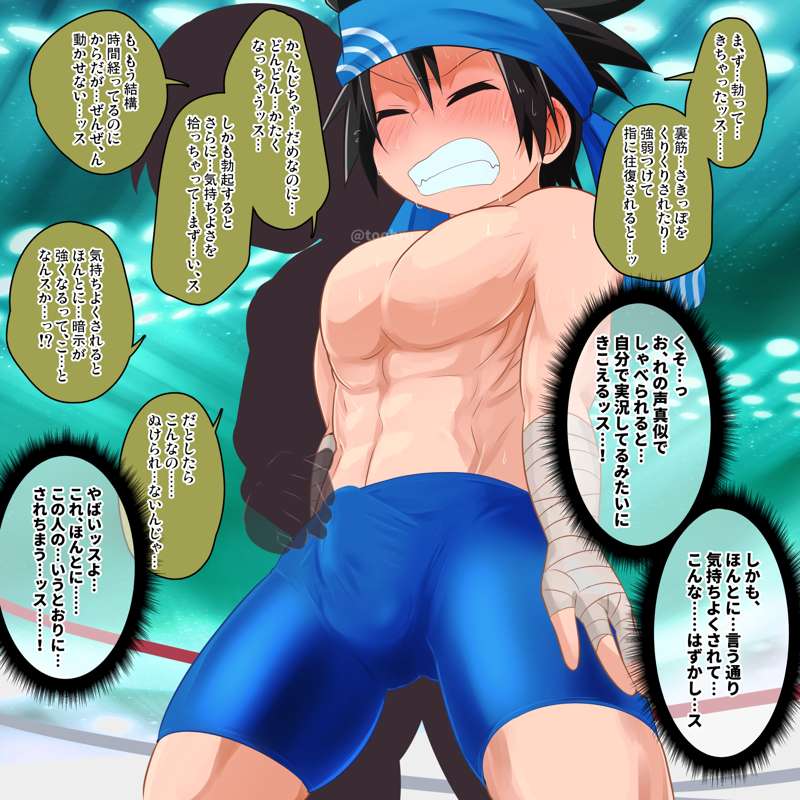 ま、ず…勃って…
きちゃったッス……
裏筋…さきっぽを
くりくりされたり…
強弱つけて
指に往復されると…ッ
か、んじちゃ…だめなのに…
どんどん…かたく
なっちゃうッス…
しかも勃起すると
さらに…気持ちよさを
拾っちゃって…まず…い、ス
も、もう結構
時間経ってるのに
からだが…ぜんぜ、ん
動かせない…ッス
気持ちよくされると
ほんとに…暗示が
強くなるって、こ…と
なんスか…っ!?
だとしたら
こんなの……
ぬけられ…ないんじゃ…
くそ…っ
お、れの声真似で
しゃべられると…
自分で実況してるみたいに
きこえるッス…!
しかも、
ほんとに…言う通り
気持ちよくされて…
こんな……はずかし…ス
やばいッスよ…
これ、ほんとに……
この人の…いうとおりに…
されちまう…ッス……!